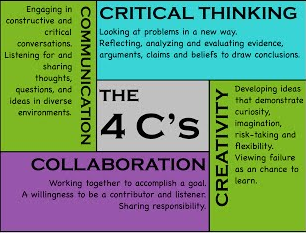 Engaging in
constructive and
critical
conversations.
Listening for and
sharing
thoughts,
questions, and
ideas in diverse
environments.
COMMUNICATION
CRITICAL THINKING
Looking at problems in a new way.
Reflecting, analyzing and evaluating evidence,
arguments, claims and beliefs to draw conclusions.
THE
4 C's
CREATIVITY
Developing ideas
that demonstrate
curiosity,
imagination,
risk-taking and
flexibility.
Viewing failure
as an chance to
learn.
COLLABORATION
Working together to accomplish a goal.
A willingness to be a contributor and listener.
Sharing responsibility.